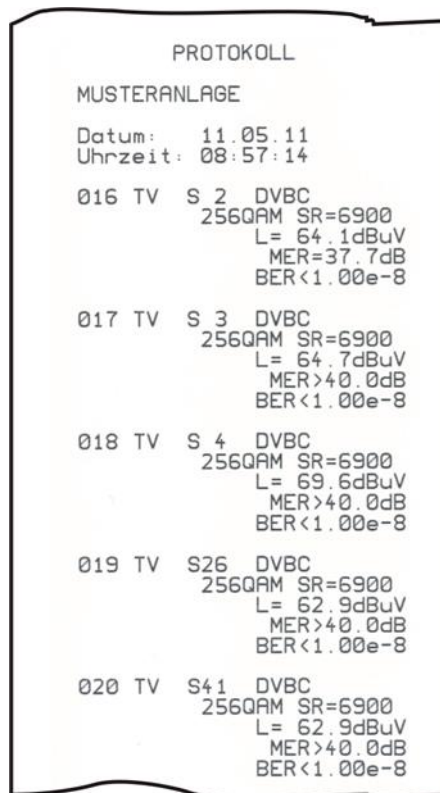 PROTOKOLL
MUSTERANLAGE
Datum: 11.05.11
Uhrzeit: 08:57:14
016 TV S 2 DVBC
256QAM SR=6900
L= 64.1dBuV
MER=37.7dB
BER<1.00e-8
017 TV S 3 DVBC
256QAM SR=6900
L= 64.7dBuV
MER>40.0dB
BER<1.00e-8
018 TV S 4 DVBC
256QAM SR=6900
L= 69.6dBuV
MER>40.0dB
BER<1.00e-8
019 TV S26 DVBC
256QAM SR=6900
L= 62.9dBuV
MER>40.0dB
BER<1.00e-8
020 TV S41 DVBC
256QAM SR=6900
L= 62.9dBuV
MER>40.0dB
BER<1.00e-8